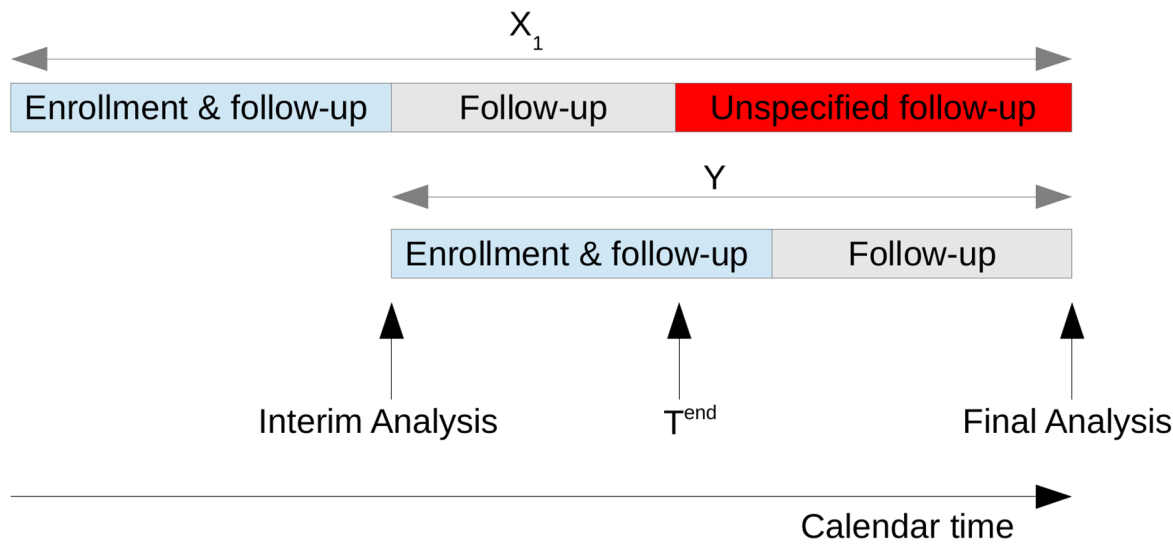 X₁
Enrollment & follow-up Follow-up Unspecified follow-up
Y
Enrollment & follow-up Follow-up
Interim Analysis T^end Final Analysis
Calendar time